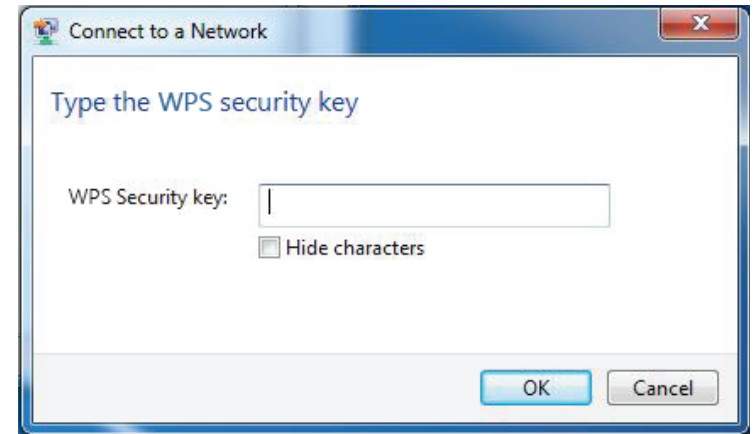 Connect to a Network
Type the WPS security key
WPS Security key:
Hide characters
OK Cancel